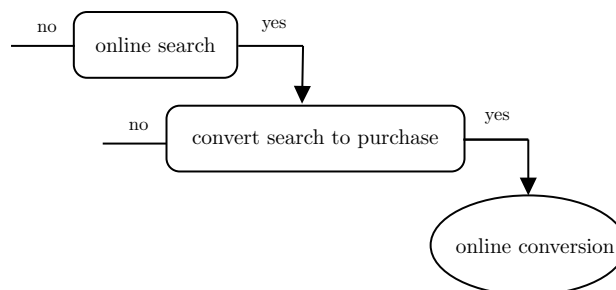 no
yes
online search
no
yes
convert search to purchase
online conversion